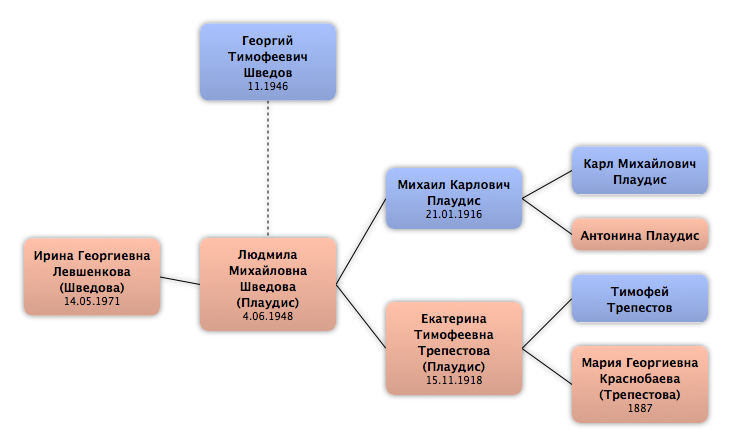 Георгий
Тимофеевич
Шведов
11.1946
Ирина Георгиевна
Левшенкова
(Шведова)
14.05.1971
Людмила
Михайловна
Шведова
(Плаудис)
4.06.1948
Михаил Карлович
Плаудис
21.01.1916
Екатерина
Тимофеевна
Трепестова
(Плаудис)
15.11.1918
Карл Михайлович
Плаудис
Антонина Плаудис
Тимофей
Трепестов
Мария Георгиевна
Краснобаева
(Трепестова)
1887